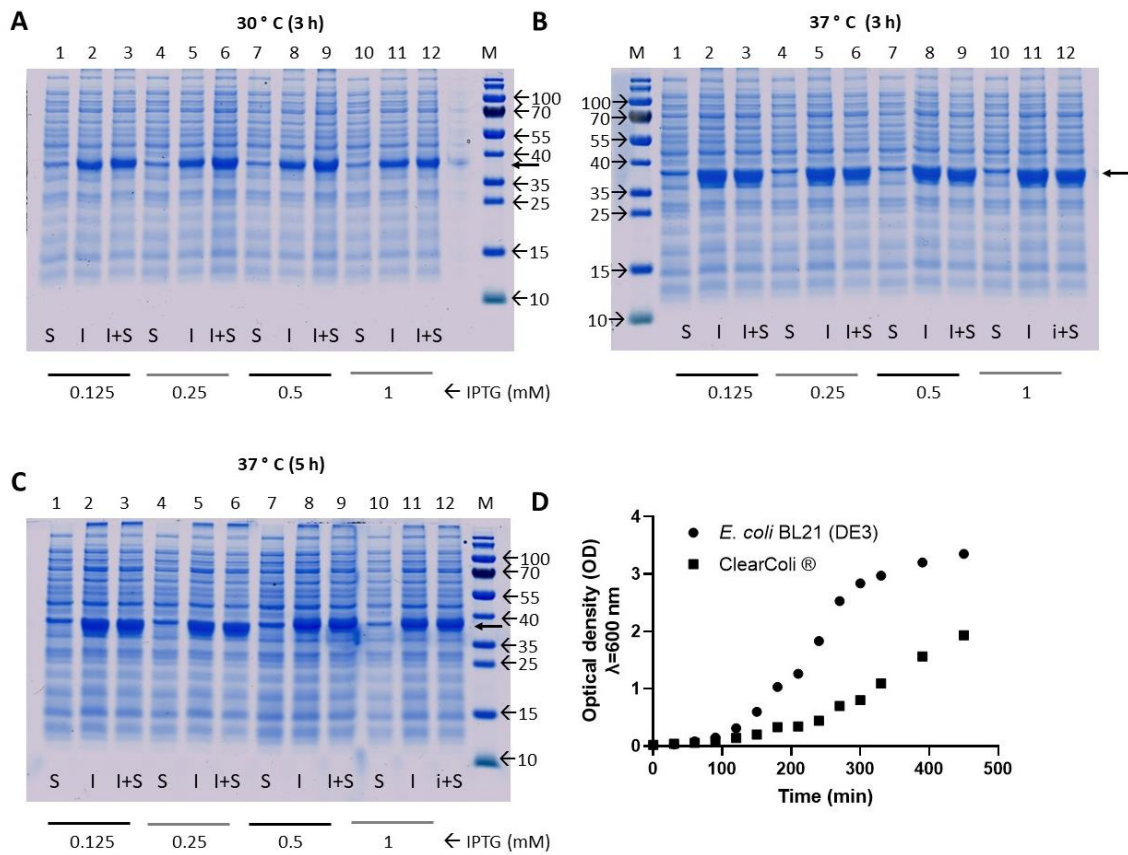 A
30 ° C (3 h)
1 2 3 4 5 6 7 8 9 10 11 12 M
←100
←70
←55
←40
←
←35
←25
←15
←10
S I I+S S I I+S S I I+S S I I+S
0.125 0.25 0.5 1 ← IPTG (mM)
B
37 ° C (3 h)
M 1 2 3 4 5 6 7 8 9 10 11 12
100→
70→
55→
40→
←
35→
25→
15→
10→
S I I+S S I I+S S I I+S S I i+S
0.125 0.25 0.5 1
C
37 ° C (5 h)
1 2 3 4 5 6 7 8 9 10 11 12 M
←100
←70
←55
←40
←
←35
←25
←15
←10
S I I+S S I I+S S I I+S S I i+S
0.125 0.25 0.5 1 ← IPTG (mM)
D
Optical density (OD)
λ=600 nm
4
3
2
1
0
● E. coli BL21 (DE3)
■ ClearColi ®
0 100 200 300 400 500
Time (min)